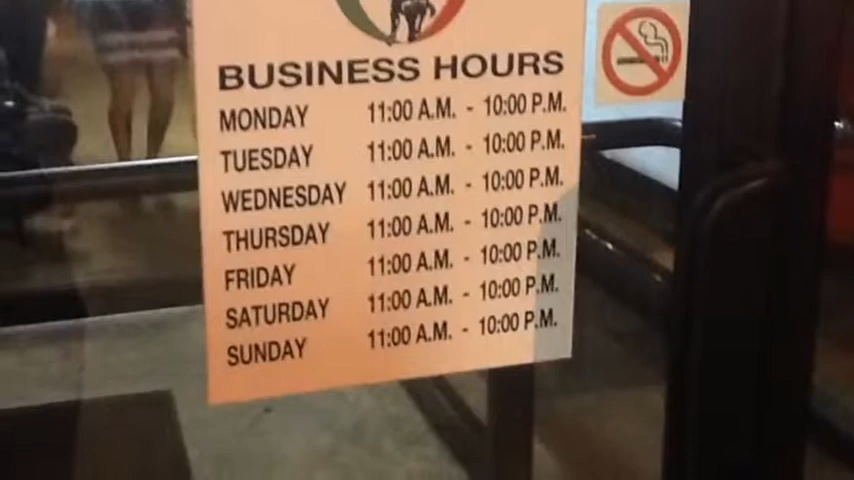 BUSINESS HOURS
MONDAY 11:00 A.M. - 10:00 P.M.
TUESDAY 11:00 A.M. - 10:00 P.M.
WEDNESDAY 11:00 A.M. - 10:00 P.M.
THURSDAY 11:00 A.M. - 10:00 P.M.
FRIDAY 11:00 A.M. - 10:00 P.M.
SATURDAY 11:00 A.M. - 10:00 P.M.
SUNDAY 11:00 A.M. - 10:00 P.M.